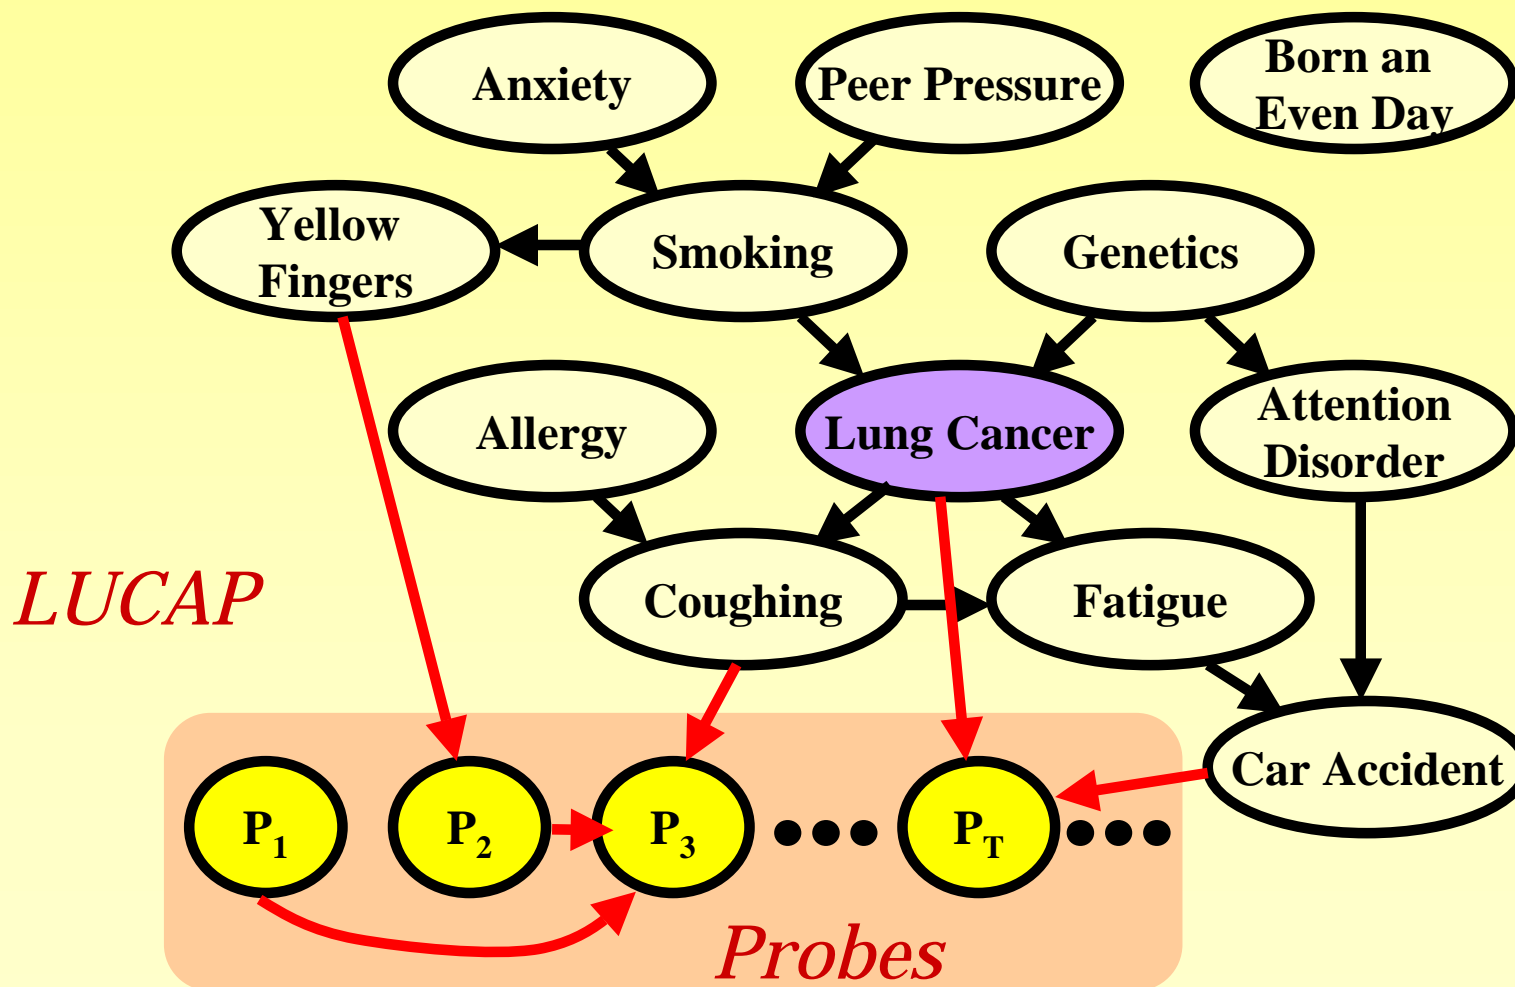 Anxiety
Peer Pressure
Born an
Even Day
Yellow
Fingers
Smoking
Genetics
Allergy
Lung Cancer
Attention
Disorder
LUCAP
Coughing
Fatigue
Car Accident
P1
P2
P3
PT
Probes